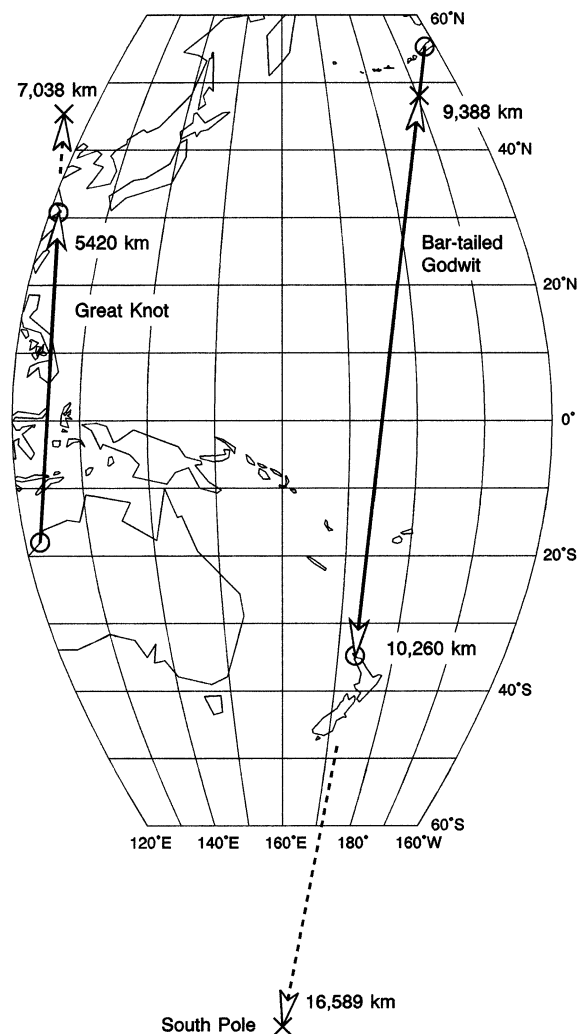 60°N
7,038 km
9,388 km
40°N
5420 km
Bar-tailed
Godwit
20°N
Great Knot
0°
20°S
10,260 km
40°S
60°S
120°E 140°E 160°E 180° 160°W
16,589 km
South Pole